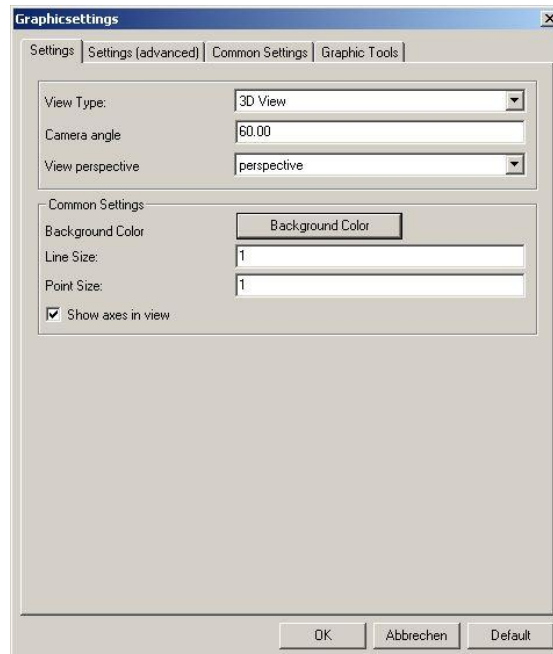 Graphicsettings
Settings
Settings (advanced)
Common Settings
Graphic Tools
View Type:
3D View
Camera angle
60.00
View perspective
perspective
Common Settings
Background Color
Background Color
Line Size:
1
Point Size:
1
Show axes in view
OK
Abbrechen
Default